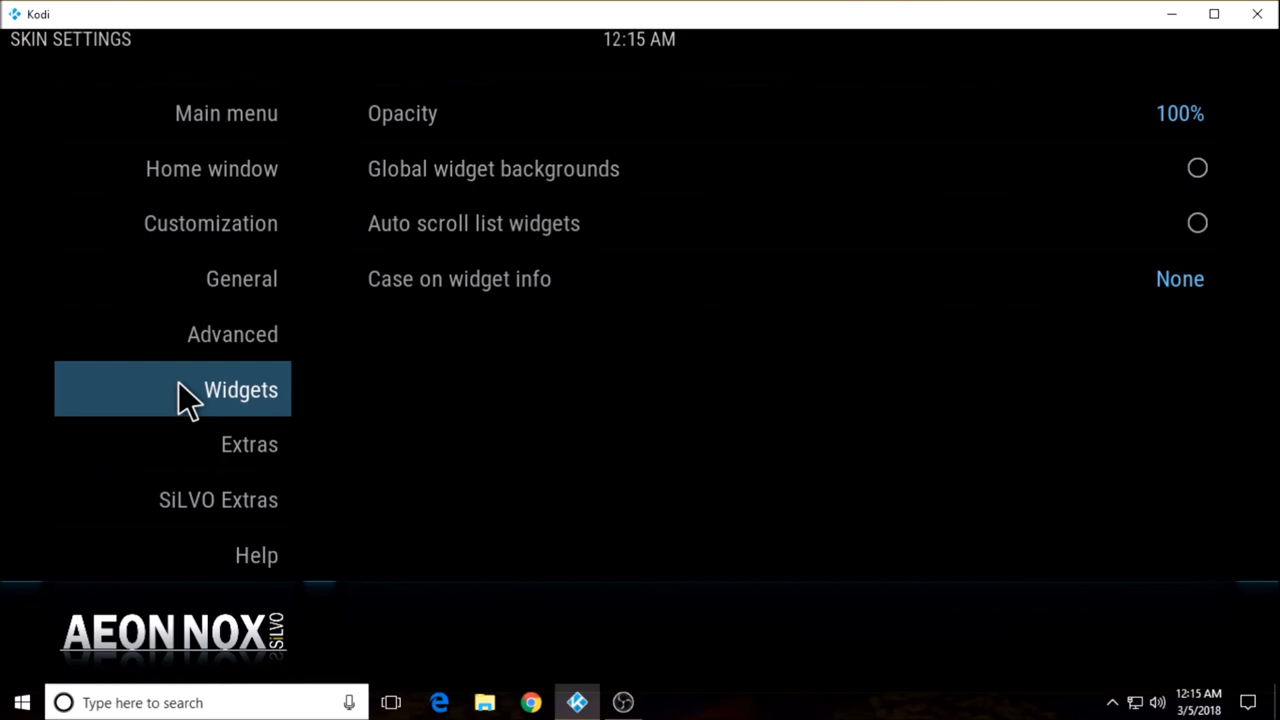 Kodi
SKIN SETTINGS
12:15 AM
Main menu
Home window
Customization
General
Advanced
Widgets
Extras
SiLVO Extras
Help
Opacity 100%
Global widget backgrounds
Auto scroll list widgets
Case on widget info None
AEON NOX SiLVO
Type here to search
12:15 AM
3/5/2018